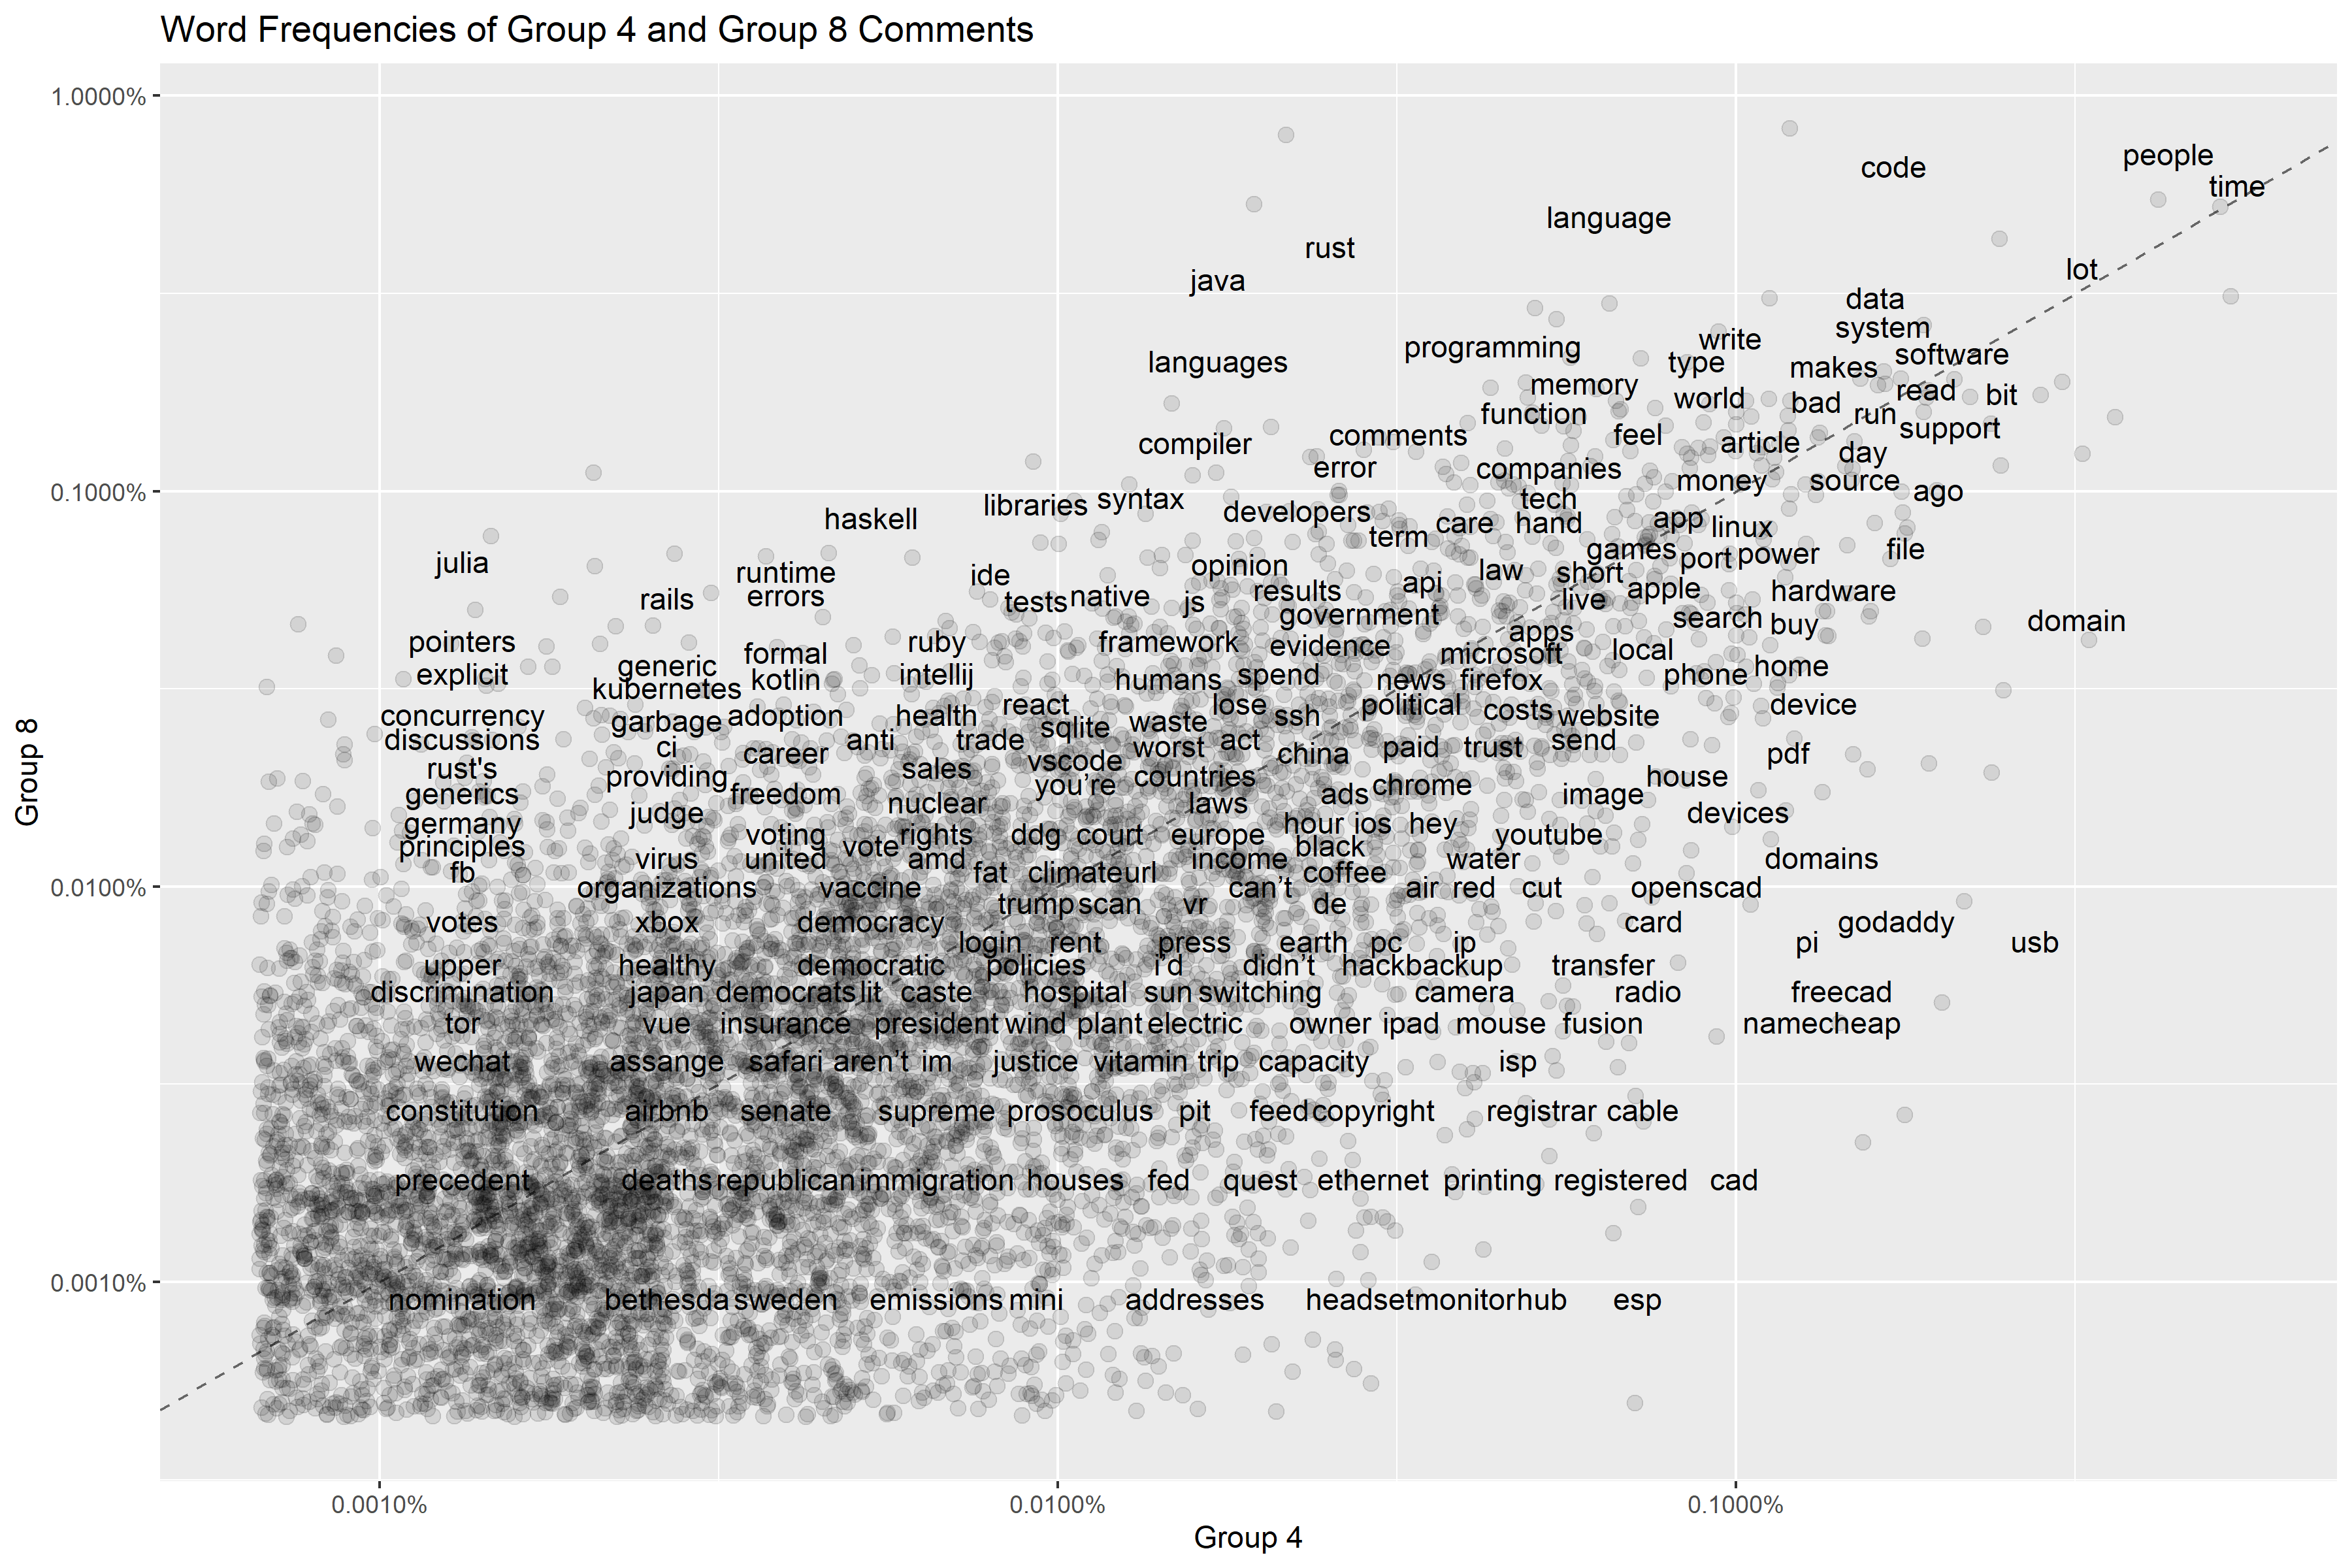 Word Frequencies of Group 4 and Group 8 Comments
1.0000%
people
code
time
language
rust
lot
java
data
system
write
programming
software
languages
type
makes
memory
read
bit
world
bad
function
run
support
comments
feel
compiler
article
day
error
companies
money
source
ago
0.1000%
libraries
syntax
tech
developers
haskell
care
hand
app
linux
term
games
port
power
file
julia
opinion
runtime
ide
law
short
api
apple
hardware
results
rails
errors
tests
native
js
live
government
search
buy
domain
pointers
ruby
framework
apps
evidence
formal
microsoft
local
generic
home
explicit
intellij
spend
phone
kubernetes
kotlin
humans
news
firefox
react
lose
political
device
concurrency
garbage
adoption
health
sqlite
waste
ssh
costs
website
discussions
ci
career
anti
trade
worst
act
china
paid
trust
send
pdf
rust's
providing
sales
vscode
countries
house
generics
freedom
you’re
chrome
ads
image
nuclear
laws
judge
devices
germany
hour
ios
hey
principles
voting
rights
ddg
court
europe
youtube
vote
black
fb
virus
united
amd
income
water
domains
fat
climate
url
coffee
0.0100%
organizations
vaccine
can’t
air
red
cut
openscad
trump
scan
vr
de
votes
xbox
democracy
card
godaddy
login
rent
press
earth
pc
ip
pi
usb
upper
healthy
democratic
policies
i’d
didn’t
hack
backup
transfer
discrimination
japan
democrats
lit
caste
hospital
sun
switching
camera
radio
freecad
tor
vue
insurance
president
wind
plant
electric
owner
ipad
mouse
fusion
namecheap
wechat
assange
safari
aren’t
im
justice
vitamin
trip
capacity
isp
constitution
airbnb
senate
supreme
prosoculus
pit
feed
copyright
registrar
cable
precedent
deaths
republican
immigration
houses
fed
quest
ethernet
printing
registered
cad
0.0010%
nomination
bethesda
sweden
emissions
mini
addresses
headset
monitor
hub
esp
Group 8
0.0010%
0.0100%
0.1000%
Group 4